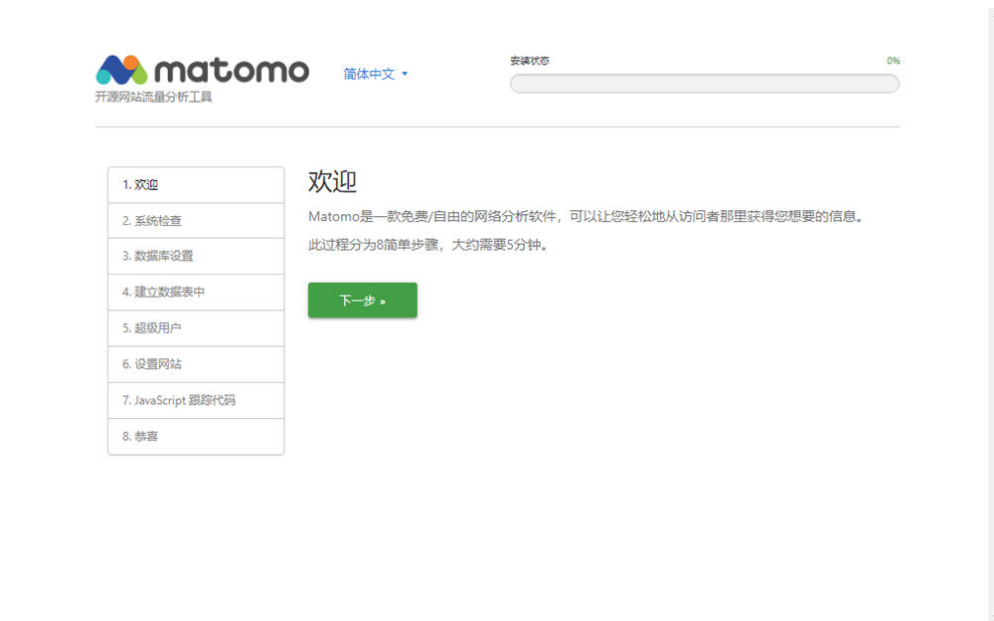 matomo
开源网站流量分析工具
简体中文
安装状态
0%
1. 欢迎
2. 系统检查
3. 数据库设置
4. 建立数据表中
5. 超级用户
6. 设置网站
7. JavaScript 跟踪代码
8. 恭喜
欢迎
Matomo是一款免费/自由的网络分析软件，可以让您轻松地从访问者那里获得您想要的信息。
此过程分为8简单步骤，大约需要5分钟。
下一步 »